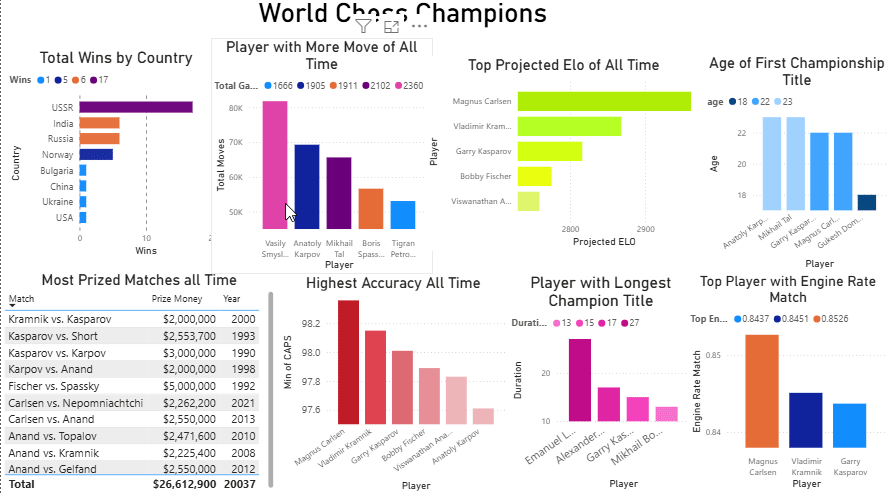 World Chess Champions
Total Wins by Country
Wins 1 5 6 17
Country
USSR
India
Russia
Norway
Bulgaria
China
Ukraine
USA
0 10 2
Wins
Player with More Move of All
Time
Total Ga... 1666 1905 1911 2102 2360
Total Moves
80K
70K
60K
50K
Vasily Anatoly Mikhail Boris Tigran
Smysl... Karpov Tal Spass... Petro...
Player
Top Projected Elo of All Time
Player
Magnus Carlsen
Vladimir Kram...
Garry Kasparov
Bobby Fischer
Viswanathan A...
2800 2900
Projected ELO
Age of First Championship
Title
age 18 22 23
Age
22
20
18
Anatoly Karp...
Mikhail Tal
Garry Kaspar...
Magnus Carl...
Gukesh Dom...
Player
Most Prized Matches all Time
Match Prize Money Year
Kramnik vs. Kasparov $2,000,000 2000
Kasparov vs. Short $2,553,700 1993
Kasparov vs. Karpov $3,000,000 1990
Karpov vs. Anand $2,000,000 1998
Fischer vs. Spassky $5,000,000 1992
Carlsen vs. Nepomniachtchi $2,262,200 2021
Carlsen vs. Anand $2,550,000 2013
Anand vs. Topalov $2,471,600 2010
Anand vs. Kramnik $2,225,400 2008
Anand vs. Gelfand $2,550,000 2012
Total $26,612,900 20037
Highest Accuracy All Time
Min of CAPS
98.2
98.0
97.8
97.6
Magnus Carlsen
Vladimir Kramnik
Garry Kasparov
Bobby Fischer
Viswanathan Ana...
Anatoly Karpov
Player
Player with Longest
Champion Title
Durati... 13 15 17 27
Duration
20
10
Emanuel L...
Alexander...
Garry Kas...
Mikhail Bo...
Player
Top Player with Engine Rate
Match
Top En... 0.8437 0.8451 0.8526
Engine Rate Match
0.85
0.84
Magnus Vladimir Garry
Carlsen Kramnik Kasparov
Player